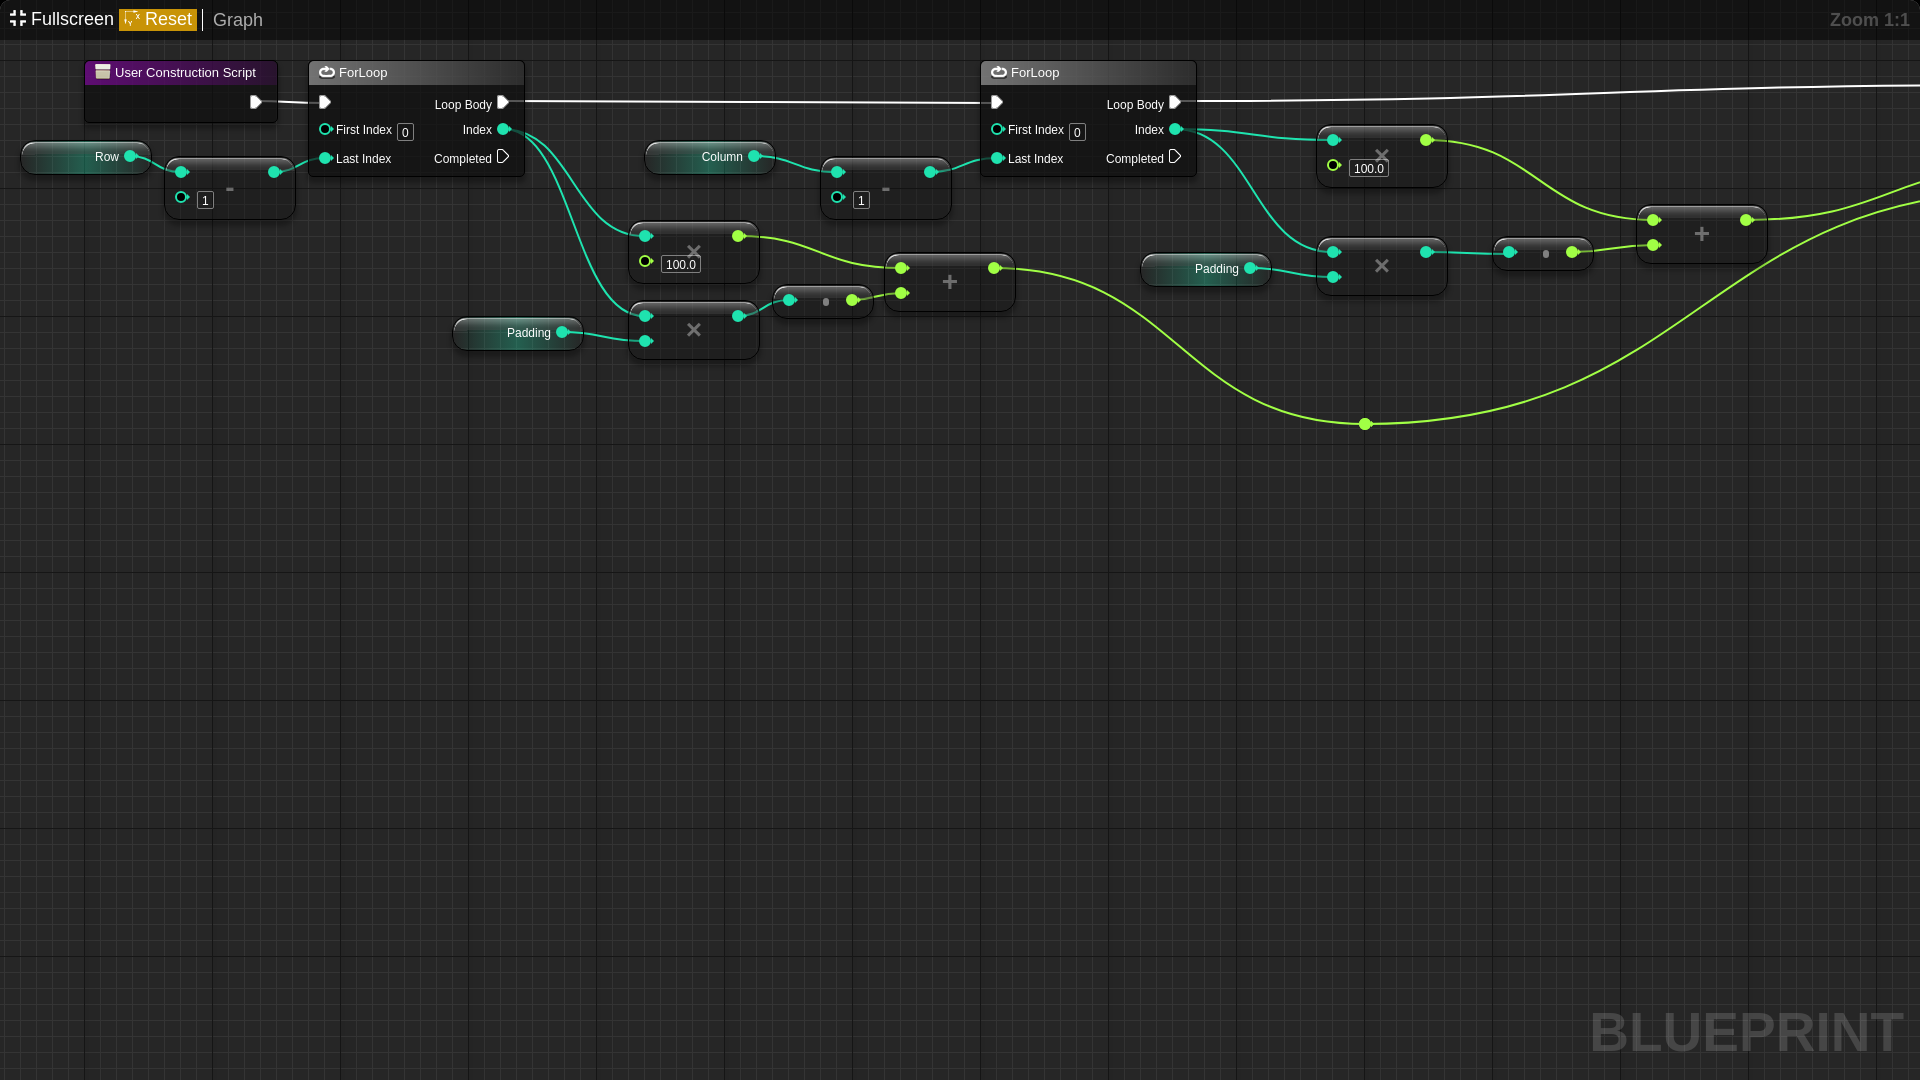 Fullscreen Reset Graph
Zoom 1:1
User Construction Script
ForLoop
Loop Body
First Index 0
Index
Last Index
Completed
Row
1
-
ForLoop
Loop Body
First Index 0
Index
Last Index
Completed
Column
1
-
×
100.0
×
100.0
Padding
×
+
Padding
×
+
BLUEPRINT